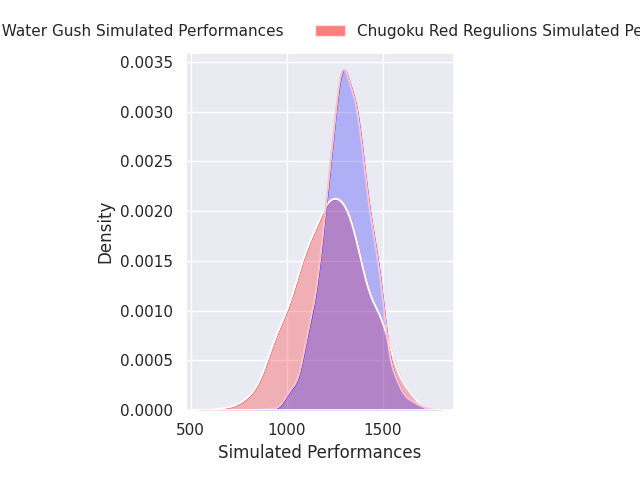 Water Gush Simulated Performances
Chugoku Red Regulions Simulated Pe
0.0035
0.0030
0.0025
0.0020
0.0015
0.0010
0.0005
0.0000
Density
500
1000
1500
Simulated Performances